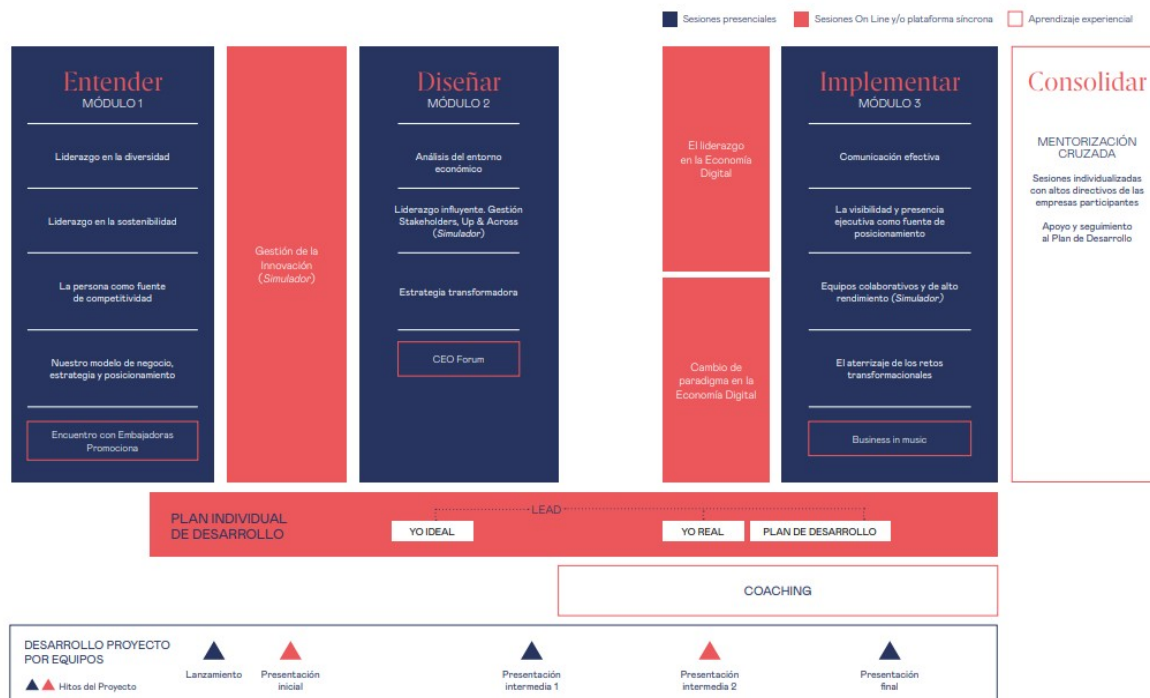 Sesiones presenciales
Sesiones On Line y/o plataforma síncrona
Aprendizaje experiencial
Entender
MÓDULO 1
Liderazgo en la diversidad
Liderazgo en la sostenibilidad
La persona como fuente
de competitividad
Nuestro modelo de negocio,
estrategia y posicionamiento
Encuentro con Embajadoras
Promociona
Gestión de la
Innovación
(Simulador)
Diseñar
MÓDULO 2
Análisis del entorno
económico
Liderazgo influyente. Gestión
Stakeholders, Up & Across
(Simulador)
Estrategia transformadora
CEO Forum
El liderazgo
en la Economía
Digital
Cambio de
paradigma en la
Economía Digital
Implementar
MÓDULO 3
Comunicación efectiva
La visibilidad y presencia
ejecutiva como fuente de
posicionamiento
Equipos colaborativos y de alto
rendimiento (Simulador)
El aterrizaje de los retos
transformacionales
Business in music
Consolidar
MENTORIZACIÓN
CRUZADA
Sesiones individualizadas
con altos directivos de las
empresas participantes
Apoyo y seguimiento
al Plan de Desarrollo
PLAN INDIVIDUAL
DE DESARROLLO
LEAD
YO IDEAL
YO REAL
PLAN DE DESARROLLO
COACHING
DESARROLLO PROYECTO
POR EQUIPOS
Hitos del Proyecto
Lanzamiento
Presentación
inicial
Presentación
intermedia 1
Presentación
intermedia 2
Presentación
final